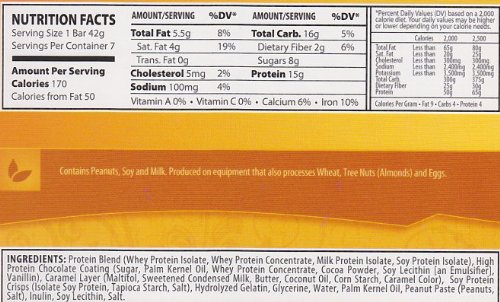 NUTRITION FACTS
Serving Size 1 Bar 42g
Servings Per Container 7
Amount Per Serving
Calories 170
Calories from Fat 50
AMOUNT/SERVING %DV* AMOUNT/SERVING %DV*
Total Fat 5.5g 8% Total Carb. 16g 5%
Sat. Fat 4g 19% Dietary Fiber 2g 6%
Trans. Fat 0g Sugars 8g
Cholesterol 5mg 2% Protein 15g
Sodium 100mg 4%
Vitamin A 0% • Vitamin C 0% • Calcium 6% • Iron 10%
*Percent Daily Values (DV) based on a 2,000
calorie diet. Your daily values may be higher
or lower depending on your calorie needs.
Calories 2,000 2,500
Total Fat Less than 65g 80g
Sat. Fat Less than 20g 25g
Cholesterol Less than 300mg 300mg
Sodium Less than 2,400mg 2,400mg
Potassium Less than 3,500mg 3,500mg
Total Carb 300g 375g
Dietary Fiber 25g 30g
Protein 50g 65g
Calories Per Gram • Fat 9 • Carbs 4 • Protein 4
Contains Peanuts, Soy and Milk. Produced on equipment that also processes Wheat, Tree Nuts (Almonds) and Eggs.
INGREDIENTS: Protein Blend (Whey Protein Isolate, Whey Protein Concentrate, Milk Protein Isolate, Soy Protein Isolate), High
Protein Chocolate Coating (Sugar, Palm Kernel Oil, Whey Protein Concentrate, Cocoa Powder, Soy Lecithin [an Emulsifier],
Vanillin), Caramel Layer (Maltitol, Sweetened Condensed Milk, Butter, Coconut Oil, Corn Starch, Caramel Color), Soy Protein
Crisps (Isolate Soy Protein, Tapioca Starch, Salt), Hydrolyzed Gelatin, Glycerine, Water, Palm Kernel Oil, Peanut Paste (Peanuts,
Salt), Inulin, Soy Lecithin, Salt.